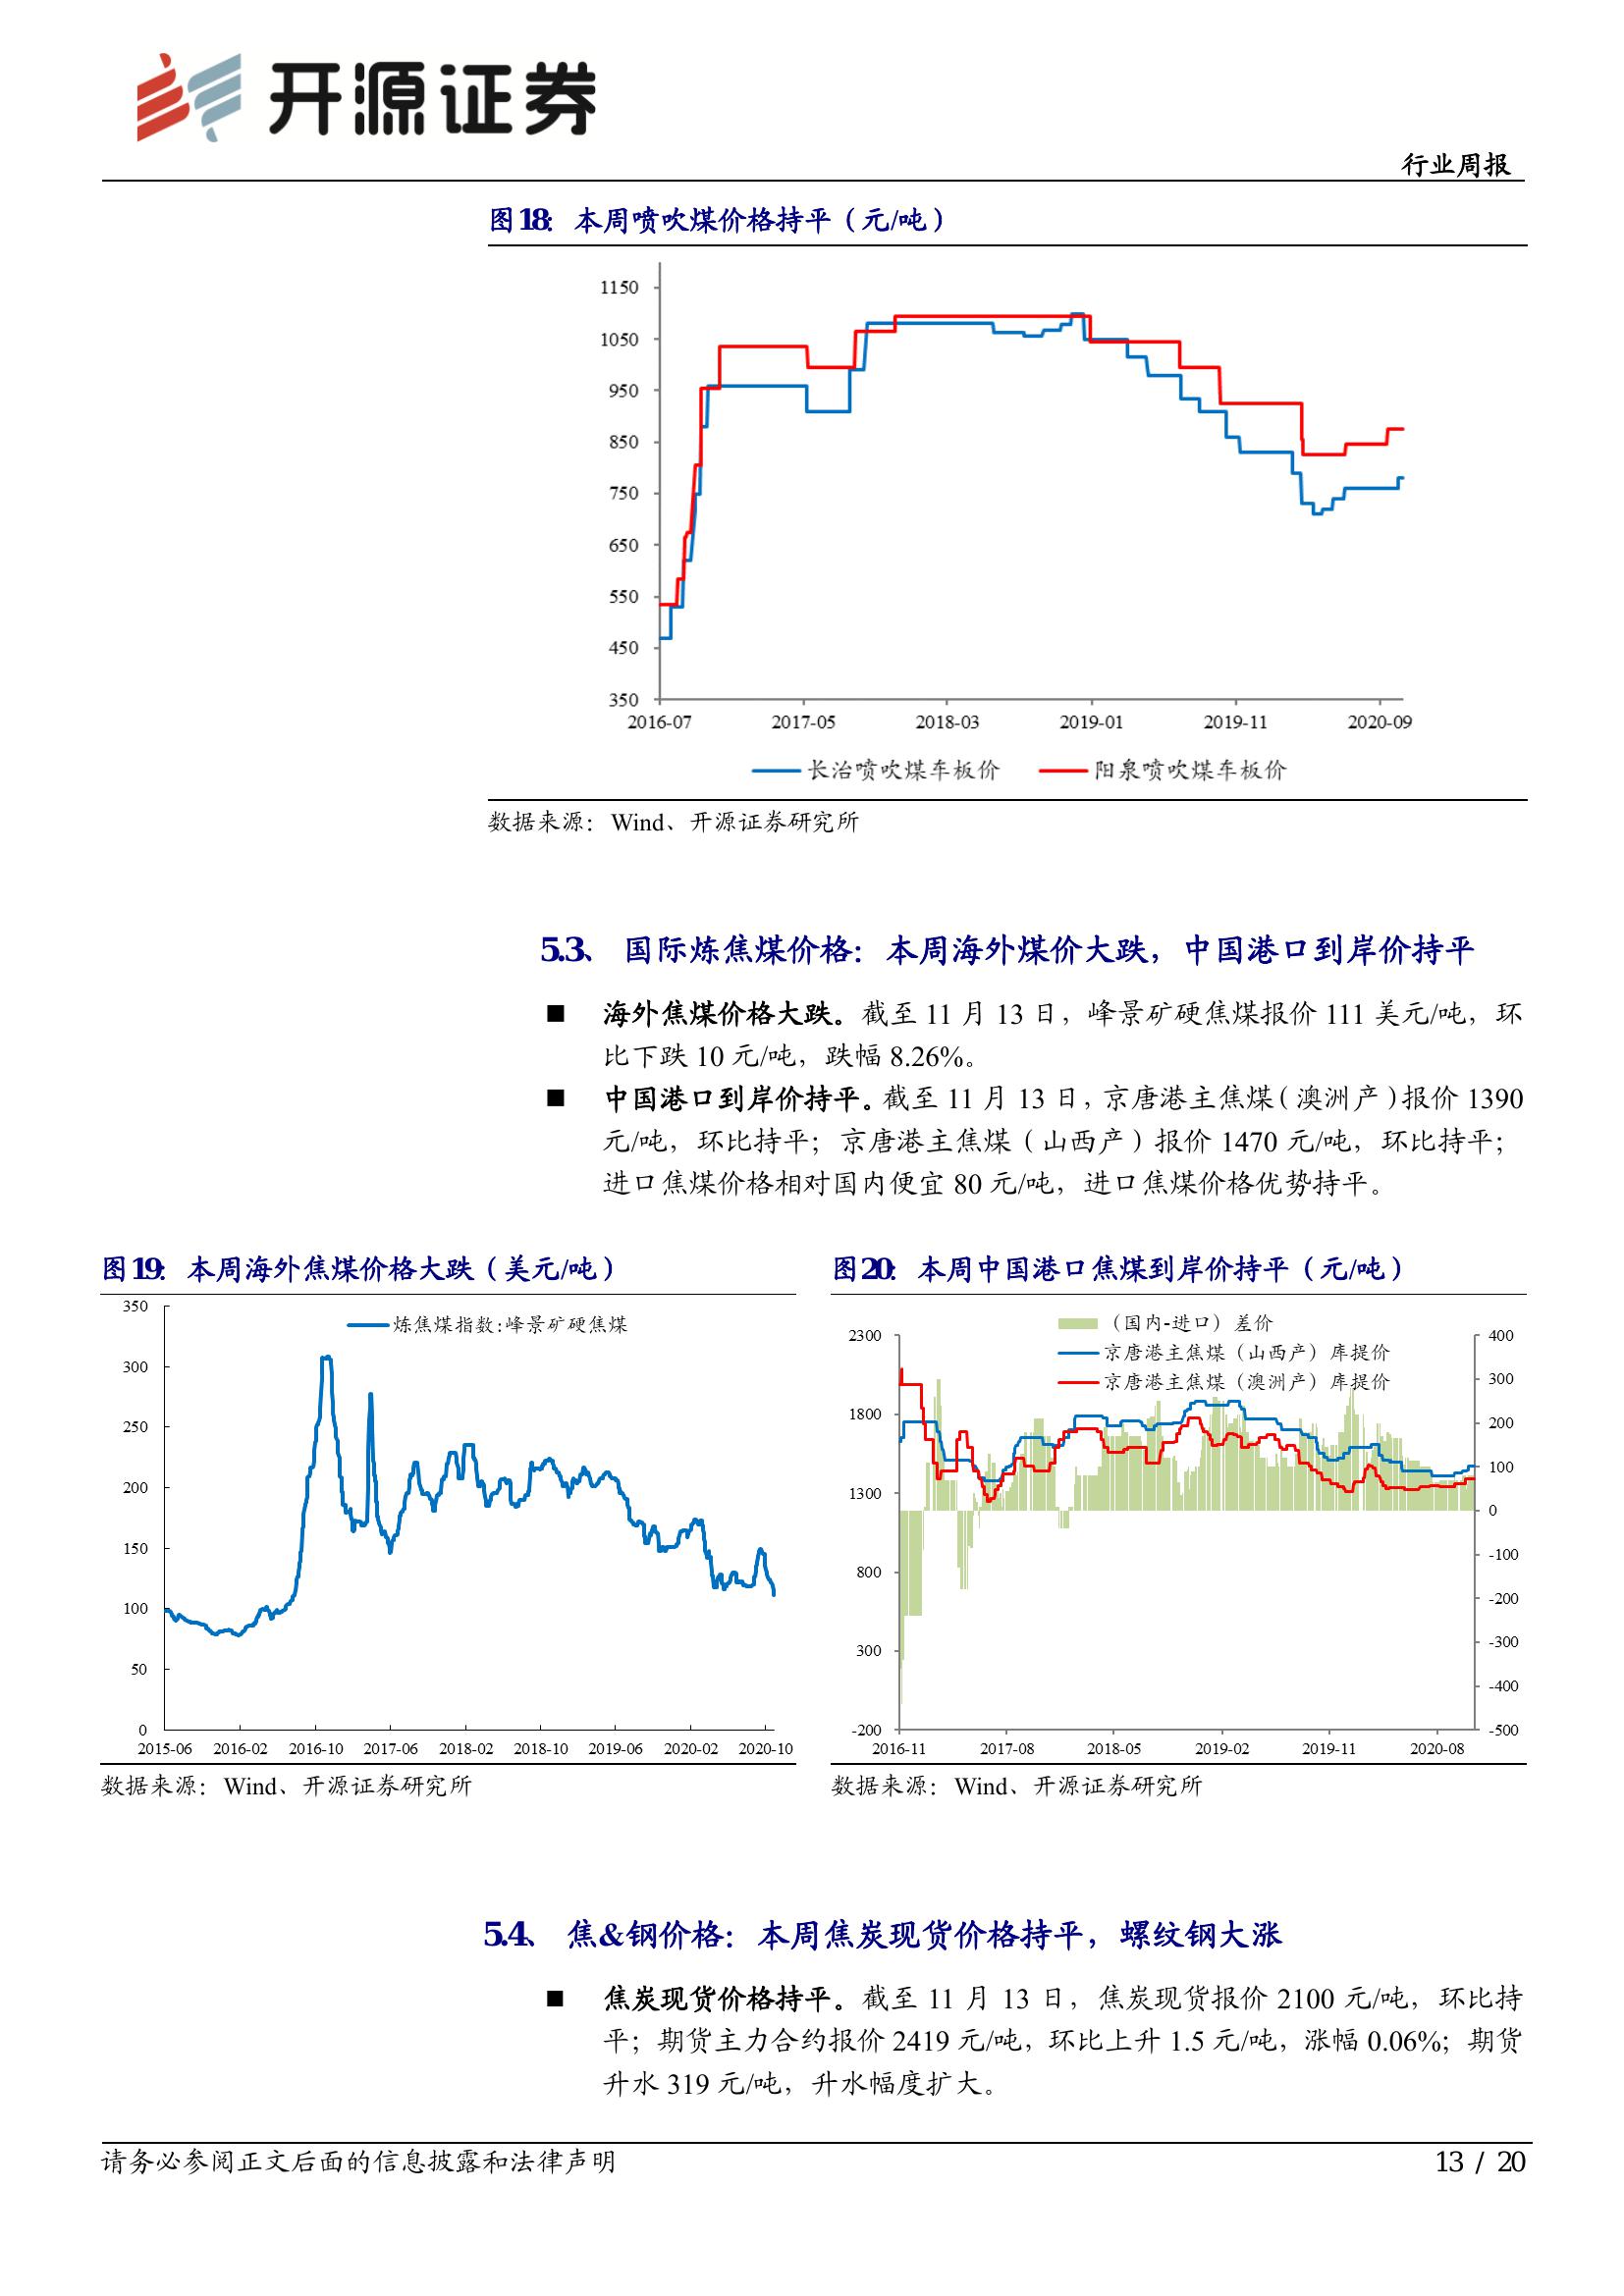 开源证券
行业周报
图18：本周喷吹煤价格持平（元/吨）
1150
1050
950
850
750
650
550
450
350
2016-07 2017-05 2018-03 2019-01 2019-11 2020-09
长治喷吹煤车板价 阳泉喷吹煤车板价
数据来源：Wind、开源证券研究所
5.3、 国际炼焦煤价格：本周海外煤价大跌，中国港口到岸价持平
■ 海外焦煤价格大跌。截至 11 月 13 日，峰景矿硬焦煤报价 111 美元/吨，环
比下跌 10 元/吨，跌幅 8.26%。
■ 中国港口到岸价持平。截至 11 月 13 日，京唐港主焦煤（澳洲产）报价 1390
元/吨，环比持平；京唐港主焦煤（山西产）报价 1470 元/吨，环比持平；
进口焦煤价格相对国内便宜 80 元/吨，进口焦煤价格优势持平。
图19：本周海外焦煤价格大跌（美元/吨）
350
300
250
200
150
100
50
0
炼焦煤指数:峰景矿硬焦煤
2015-06 2016-02 2016-10 2017-06 2018-02 2018-10 2019-06 2020-02 2020-10
数据来源：Wind、开源证券研究所
图20：本周中国港口焦煤到岸价持平（元/吨）
（国内-进口）差价
京唐港主焦煤（山西产）库提价
京唐港主焦煤（澳洲产）库提价
2300
1800
1300
800
300
-200
400
300
200
100
0
-100
-200
-300
-400
-500
2016-11 2017-08 2018-05 2019-02 2019-11 2020-08
数据来源：Wind、开源证券研究所
5.4、 焦&钢价格：本周焦炭现货价格持平，螺纹钢大涨
■ 焦炭现货价格持平。截至 11 月 13 日，焦炭现货报价 2100 元/吨，环比持
平；期货主力合约报价 2419 元/吨，环比上升 1.5 元/吨，涨幅 0.06%；期货
升水 319 元/吨，升水幅度扩大。
请务必参阅正文后面的信息披露和法律声明
13 / 20